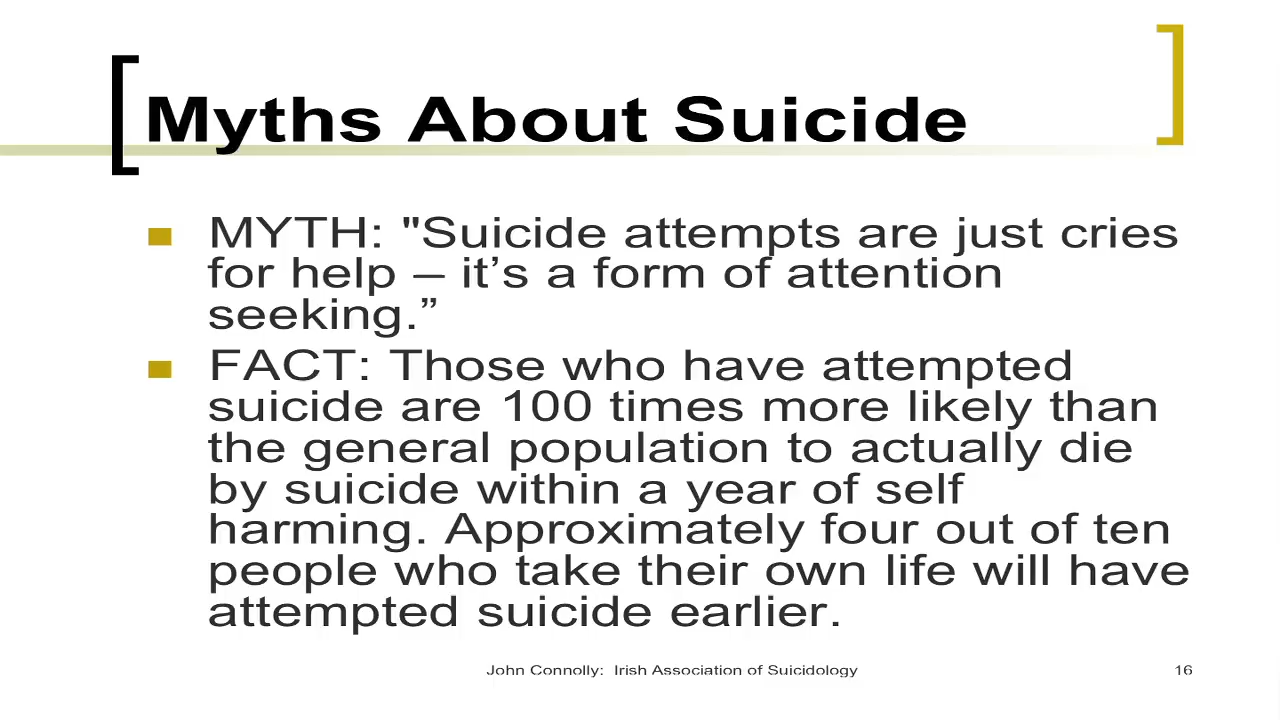 Myths About Suicide
MYTH: "Suicide attempts are just cries
for help – it’s a form of attention
seeking.”
FACT: Those who have attempted
suicide are 100 times more likely than
the general population to actually die
by suicide within a year of self
harming. Approximately four out of ten
people who take their own life will have
attempted suicide earlier.
John Connolly: Irish Association of Suicidology
16